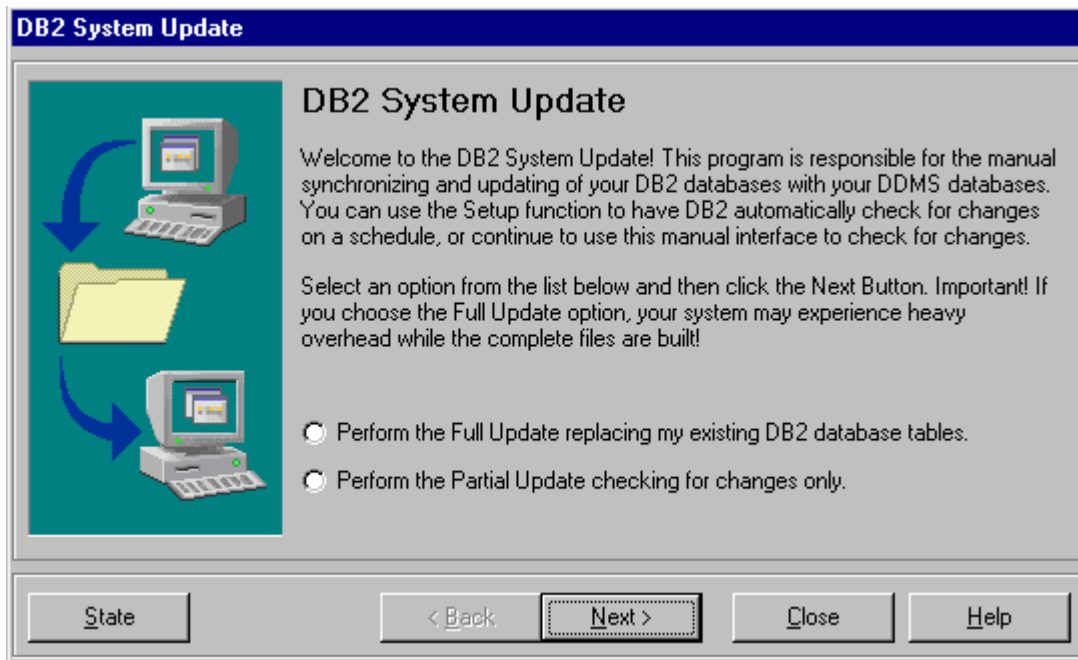 DB2 System Update
DB2 System Update
Welcome to the DB2 System Update! This program is responsible for the manual
synchronizing and updating of your DB2 databases with your DDMS databases.
You can use the Setup function to have DB2 automatically check for changes
on a schedule, or continue to use this manual interface to check for changes.
Select an option from the list below and then click the Next Button. Important! If
you choose the Full Update option, your system may experience heavy
overhead while the complete files are built!
Perform the Full Update replacing my existing DB2 database tables.
Perform the Partial Update checking for changes only.
State
< Back
Next >
Close
Help